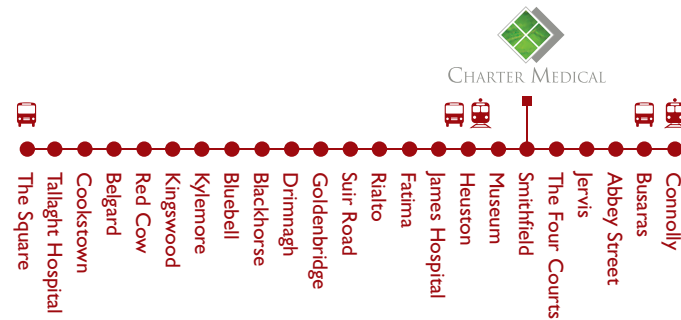 CHARTER MEDICAL
The Square
Tallaght Hospital
Cookstown
Belgard
Red Cow
Kingswood
Kylemore
Bluebell
Blackhorse
Drimnagh
Goldenbridge
Suir Road
Rialto
Fatima
James Hospital
Heuston
Museum
Smithfield
The Four Courts
Jervis
Abbey Street
Busaras
Connolly